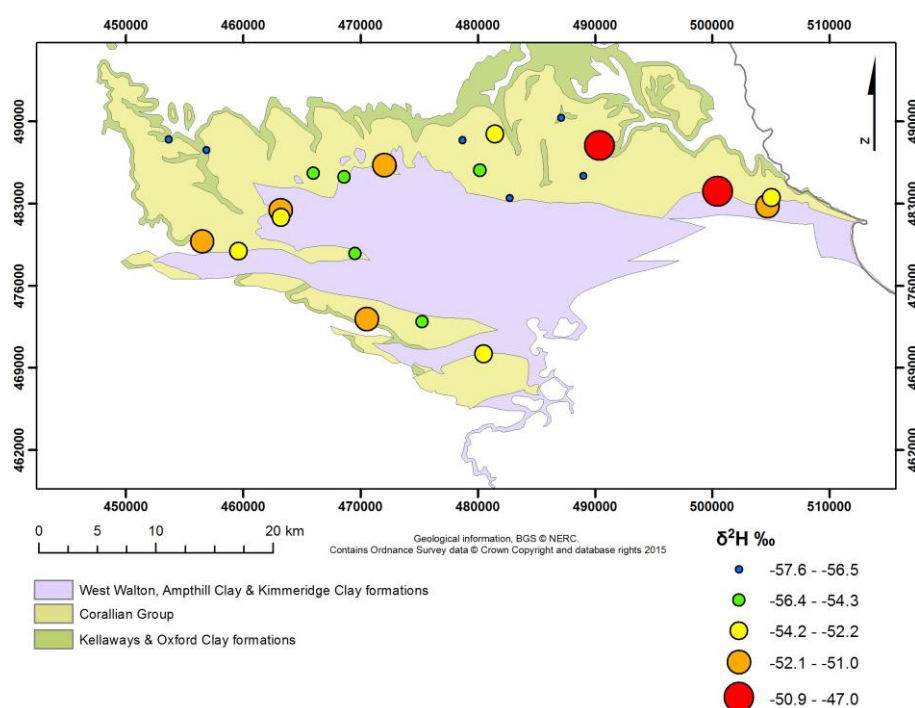 450000 460000 470000 480000 490000 500000 510000
490000 490000
483000 483000
476000 476000
469000 469000
462000 462000
N
450000 460000 470000 480000 490000 500000 510000
0 5 10 20 km
Geological information, BGS © NERC.
Contains Ordnance Survey data © Crown Copyright and database rights 2015
West Walton, Ampthill Clay & Kimmeridge Clay formations
Corallian Group
Kellaways & Oxford Clay formations
δ²H ‰
-57.6 - -56.5
-56.4 - -54.3
-54.2 - -52.2
-52.1 - -51.0
-50.9 - -47.0